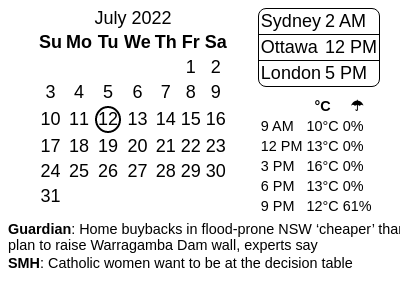 July 2022
Su Mo Tu We Th Fr Sa
1 2
3 4 5 6 7 8 9
10 11 12 13 14 15 16
17 18 19 20 21 22 23
24 25 26 27 28 29 30
31
Sydney 2 AM
Ottawa 12 PM
London 5 PM
°C ☂
9 AM 10°C 0%
12 PM 13°C 0%
3 PM 16°C 0%
6 PM 13°C 0%
9 PM 12°C 61%
Guardian: Home buybacks in flood-prone NSW ‘cheaper’
plan to raise Warragamba Dam wall, experts say
SMH: Catholic women want to be at the decision table